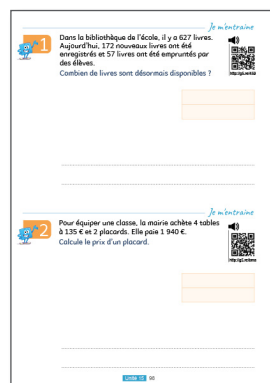 Je m'entraine
1
Dans la bibliothèque de l'école, il y a 627 livres.
Aujourd'hui, 172 nouveaux livres ont été
enregistrés et 57 livres ont été empruntés par
des élèves.
Combien de livres sont désormais disponibles ?
Je m'entraine
2
Pour équiper une classe, la mairie achète 4 tables
à 135 € et 2 placards. Elle paie 1 940 €.
Calcule le prix d'un placard.
Unité 15